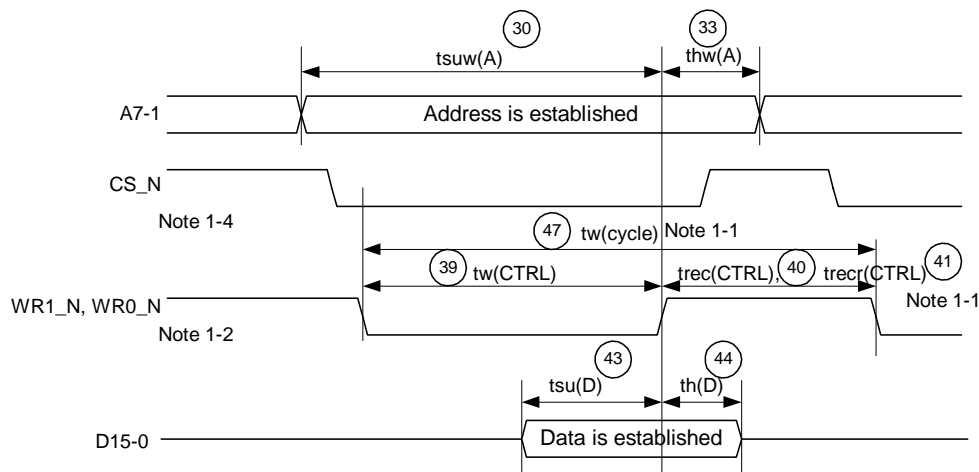 30 33
tsuw(A) thw(A)
A7-1 Address is established
CS_N
Note 1-4
47 tw(cycle) Note 1-1
39 tw(CTRL) trec(CTRL), 40 trecr(CTRL) 41
WR1_N, WR0_N Note 1-1
Note 1-2
43 44
tsu(D) th(D)
D15-0 Data is established